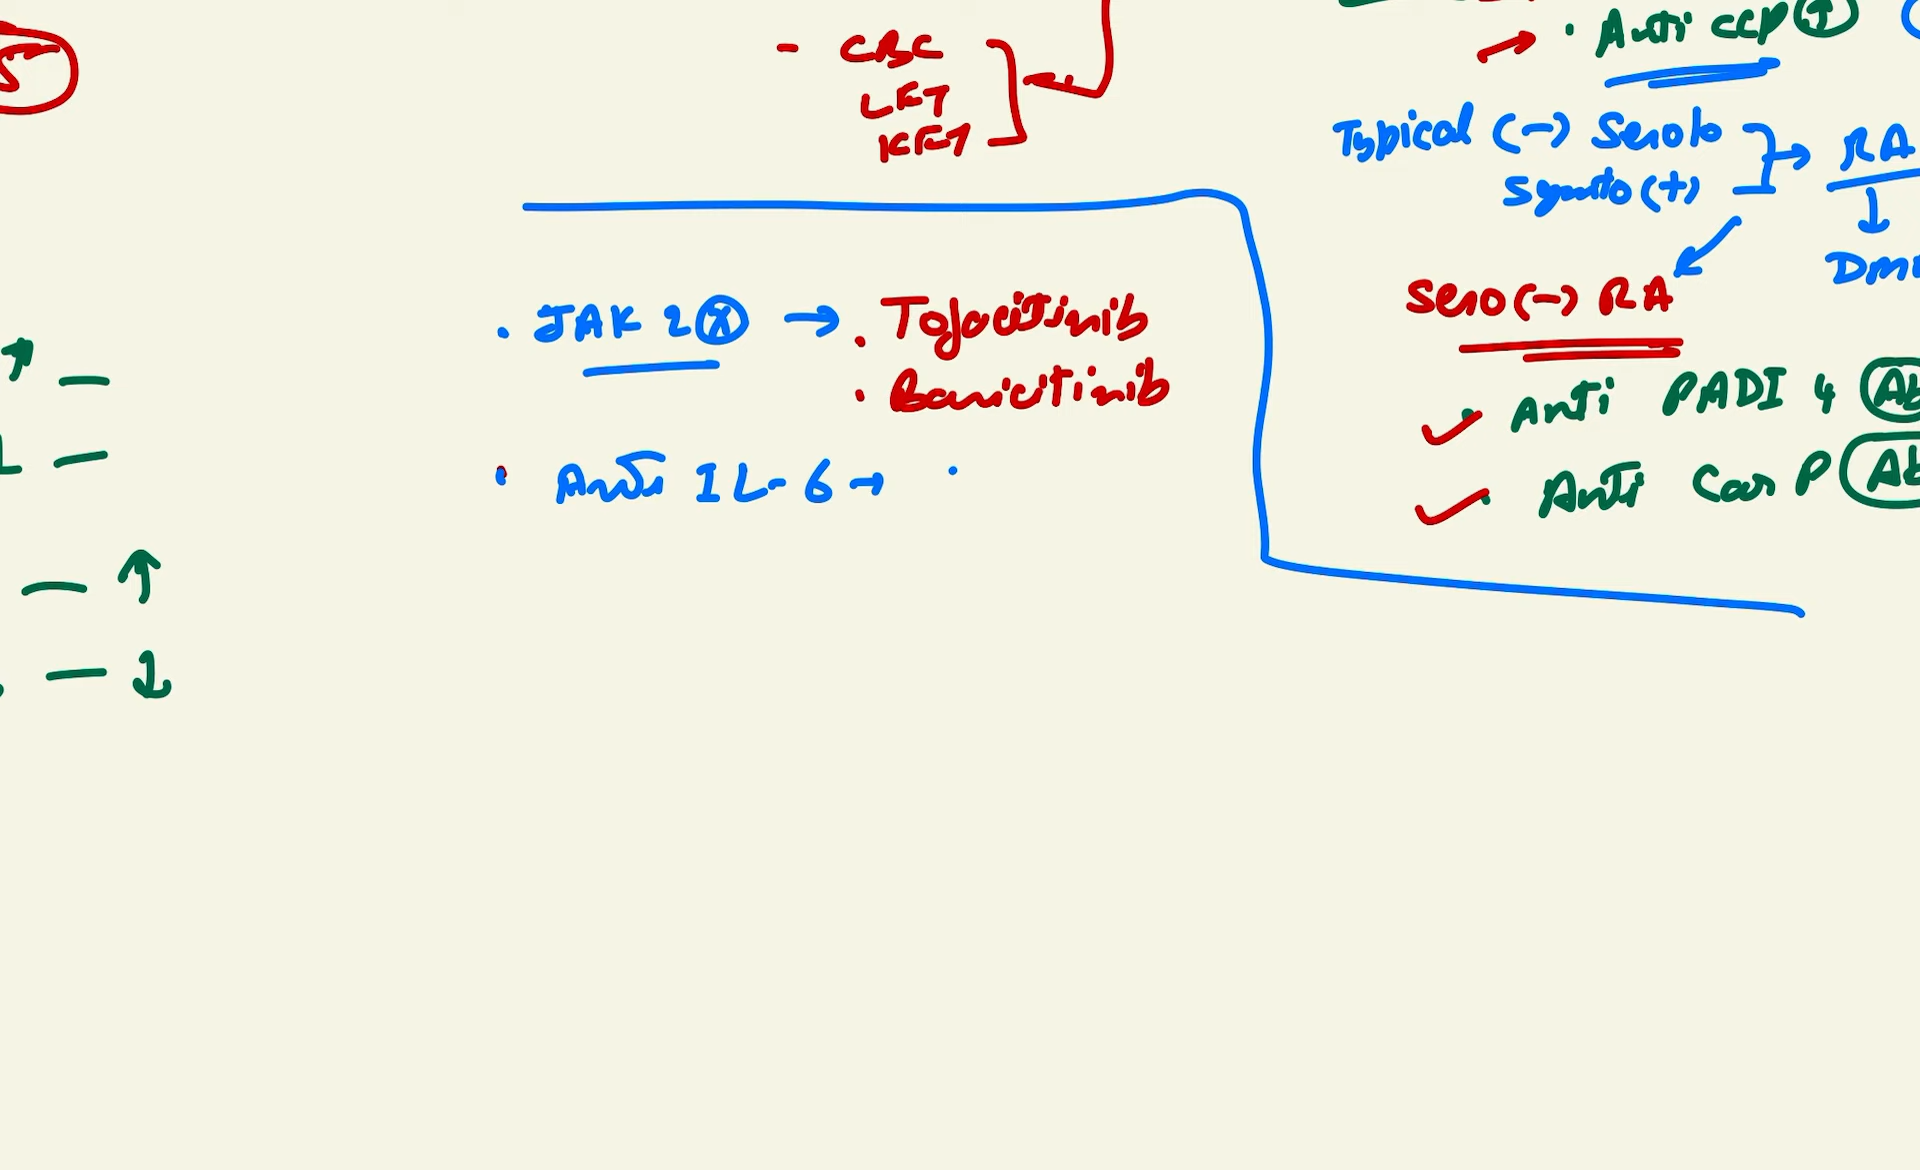 - CBC
LFT
KFT
· JAK 2 (X) → · Tofacitinib
· Baricitinib
· Anti IL-6 → ·
→ · Anti CCP ↑
Typical (-) Serolo
Symto (+)
→ RA
↓
Sero (-) RA
✓ Anti PADI 4 Ab
✓ Anti Car P Ab
↑ —
—
— ↑
— ↓